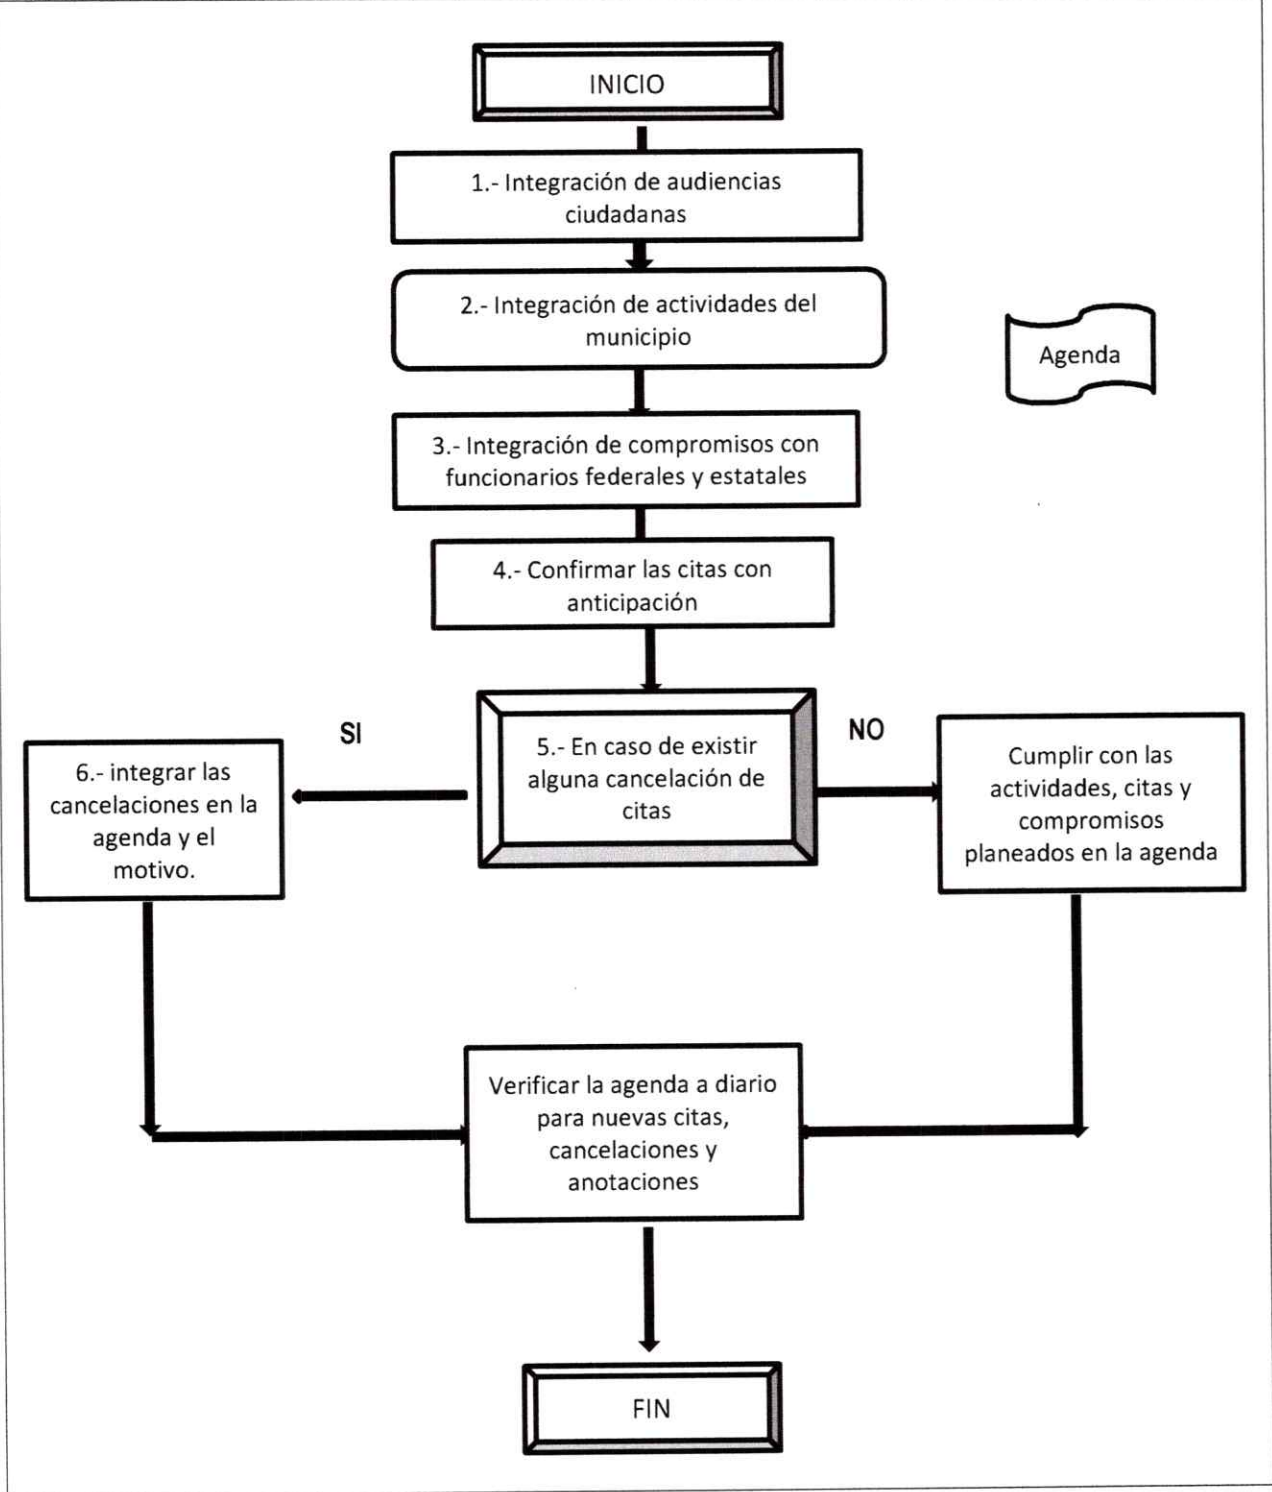 INICIO
1.- Integración de audiencias
ciudadanas
2.- Integración de actividades del
municipio
Agenda
3.- Integración de compromisos con
funcionarios federales y estatales
4.- Confirmar las citas con
anticipación
SI
NO
5.- En caso de existir
alguna cancelación de
citas
6.- integrar las
cancelaciones en la
agenda y el
motivo.
Cumplir con las
actividades, citas y
compromisos
planeados en la agenda
Verificar la agenda a diario
para nuevas citas,
cancelaciones y
anotaciones
FIN